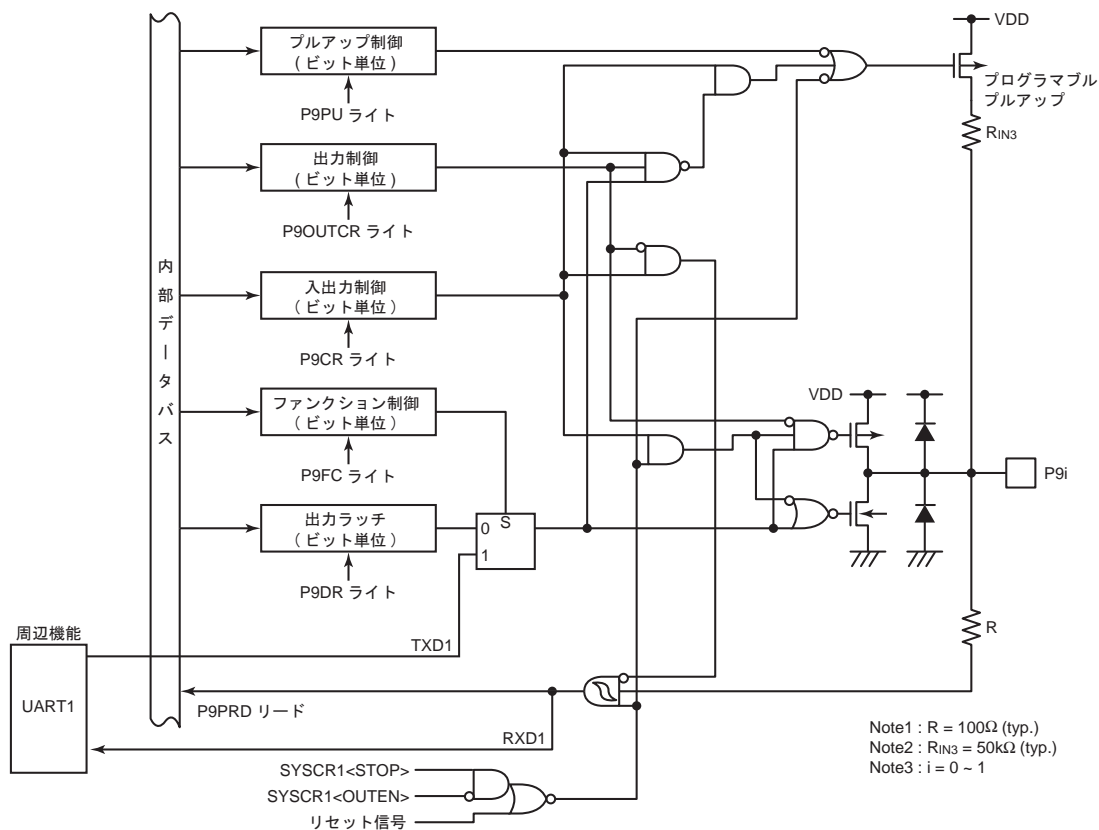 VDD
プルアップ制御
( ビット単位 )
P9PU ライト
プログラマブル
プルアップ
RIN3
出力制御
( ビット単位 )
P9OUTCR ライト
内部データバス
入出力制御
( ビット単位 )
P9CR ライト
ファンクション制御
( ビット単位 )
P9FC ライト
VDD
P9i
出力ラッチ
( ビット単位 )
P9DR ライト
0
S
1
周辺機能
UART1
TXD1
R
P9PRD リード
RXD1
SYSCR1<STOP>
SYSCR1<OUTEN>
リセット信号
Note1 : R = 100Ω (typ.)
Note2 : RIN3 = 50kΩ (typ.)
Note3 : i = 0 ~ 1